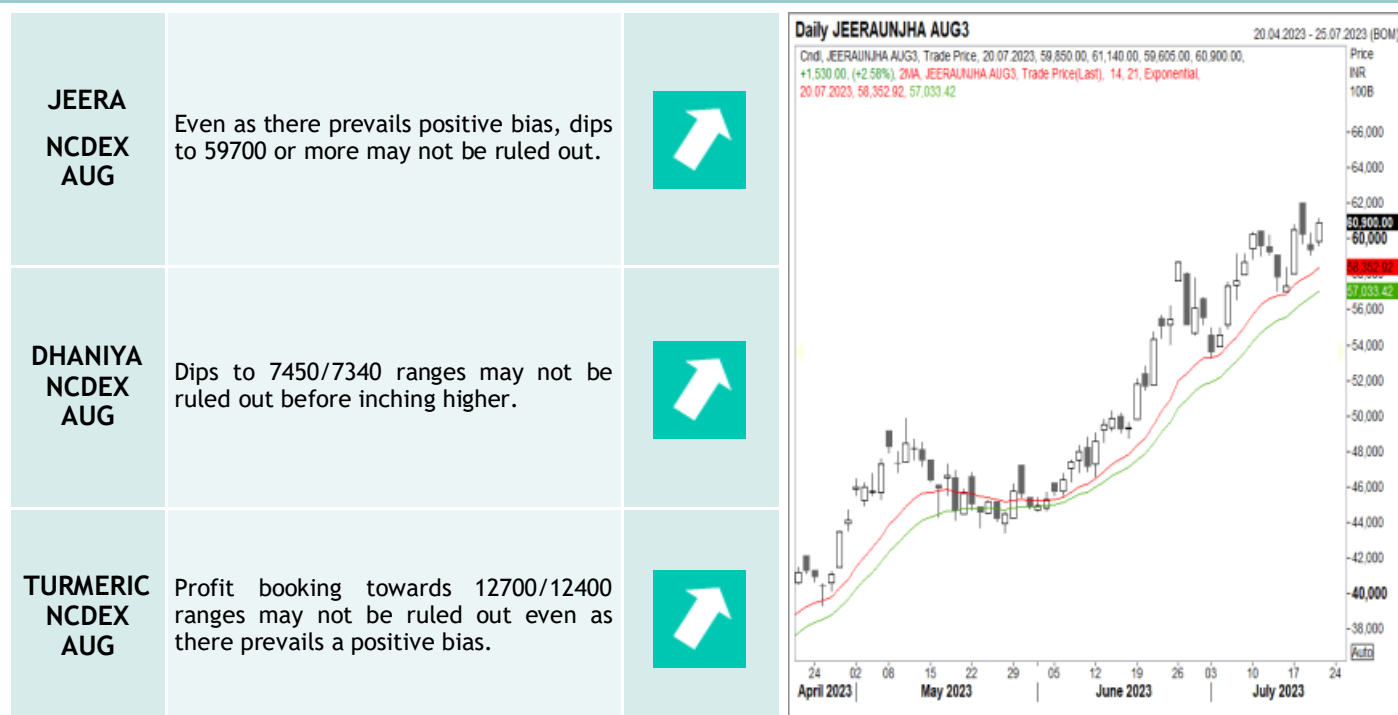 JEERA
NCDEX
AUG
Even as there prevails positive bias, dips
to 59700 or more may not be ruled out.
DHANIYA
NCDEX
AUG
Dips to 7450/7340 ranges may not be
ruled out before inching higher.
TURMERIC
NCDEX
AUG
Profit booking towards 12700/12400
ranges may not be ruled out even as
there prevails a positive bias.
Daily JEERAUNJHA AUG3
20.04.2023 - 25.07.2023 (BOM)
Cndl, JEERAUNJHA AUG3, Trade Price, 20.07.2023, 59,850.00, 61,140.00, 59,605.00, 60,900.00,
+1,530.00, (+2.58%), 2MA, JEERAUNJHA AUG3, Trade Price(Last), 14, 21, Exponential,
20.07.2023, 58,352.92, 57,033.42
Price
INR
100B
66,000
64,000
62,000
60,900.00
60,000
58,352.92
57,033.42
56,000
54,000
52,000
50,000
48,000
46,000
44,000
42,000
40,000
38,000
Auto
24 02 08 15 22 29 05 12 19 26 03 10 17 24
April 2023 May 2023 June 2023 July 2023